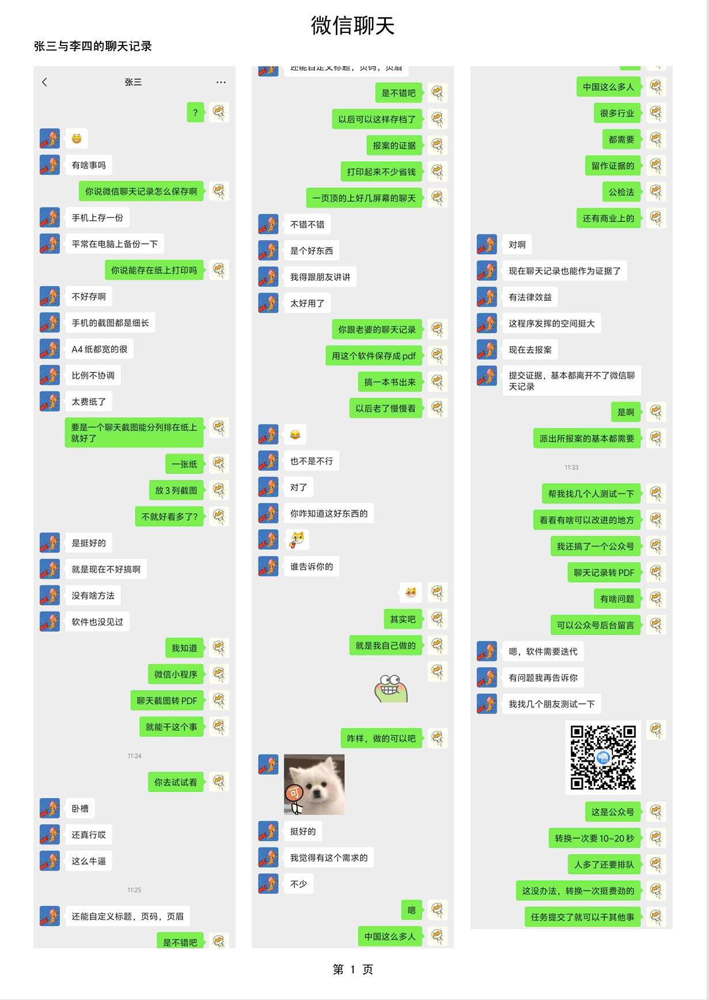 微信聊天
张三与李四的聊天记录
张三
?
有啥事吗
你说微信聊天记录怎么保存啊
手机上存一份
平常在电脑上备份一下
你说能存在纸上打印吗
不好存啊
手机的截图都是细长
A4纸都宽的很
比例不协调
太费纸了
要是一个聊天截图能分列排在纸上
就好了
一张纸
放3列截图
不就好看多了?
是挺好的
就是现在不好搞啊
没有啥方法
软件也没见过
我知道
微信小程序
聊天截图转PDF
就能干这个事
11:24
你去试试看
卧槽
还真行哎
这么牛逼
11:25
还能自定义标题，页码，页眉
是不错吧
还能自定义标题，页码，页眉
是不错吧
以后可以这样存档了
报案的证据
打印起来不少省钱
一页顶的上好几屏幕的聊天
不错不错
是个好东西
我得跟朋友讲讲
太好用了
你跟老婆的聊天记录
用这个软件保存成pdf
搞一本书出来
以后老了慢慢看
也不是不行
对了
你咋知道这好东西的
谁告诉你的
其实吧
就是我自己做的
咋样，做的可以吧
可
挺好的
我觉得有这个需求的
不少
嗯
中国这么多人
中国这么多人
很多行业
都需要
留作证据的
公检法
还有商业上的
对啊
现在聊天记录也能作为证据了
有法律效益
这程序发挥的空间挺大
现在去报案
提交证据，基本都离开不了微信聊
天记录
是啊
派出所报案的基本都需要
11:33
帮我找几个人测试一下
看看有啥可以改进的地方
我还搞了一个公众号
聊天记录转PDF
有啥问题
可以公众号后台留言
嗯，软件需要迭代
有问题我再告诉你
我找几个朋友测试一下
这是公众号
转换一次要10~20秒
人多了还要排队
这没办法，转换一次挺费劲的
任务提交了就可以干其他事
第 1 页